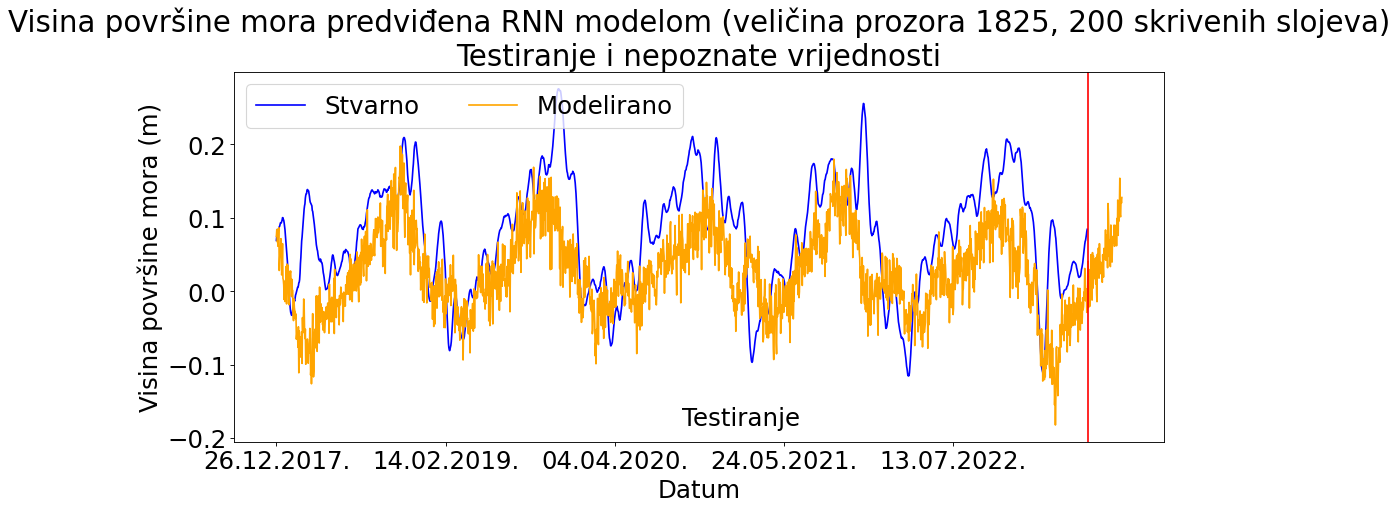 Visina površine mora predviđena RNN modelom (veličina prozora 1825, 200 skrivenih slojeva)
Testiranje i nepoznate vrijednosti
Stvarno
Modelirano
Visina površine mora (m)
0.2
0.1
0.0
−0.1
−0.2
Testiranje
26.12.2017.
14.02.2019.
04.04.2020.
24.05.2021.
13.07.2022.
Datum